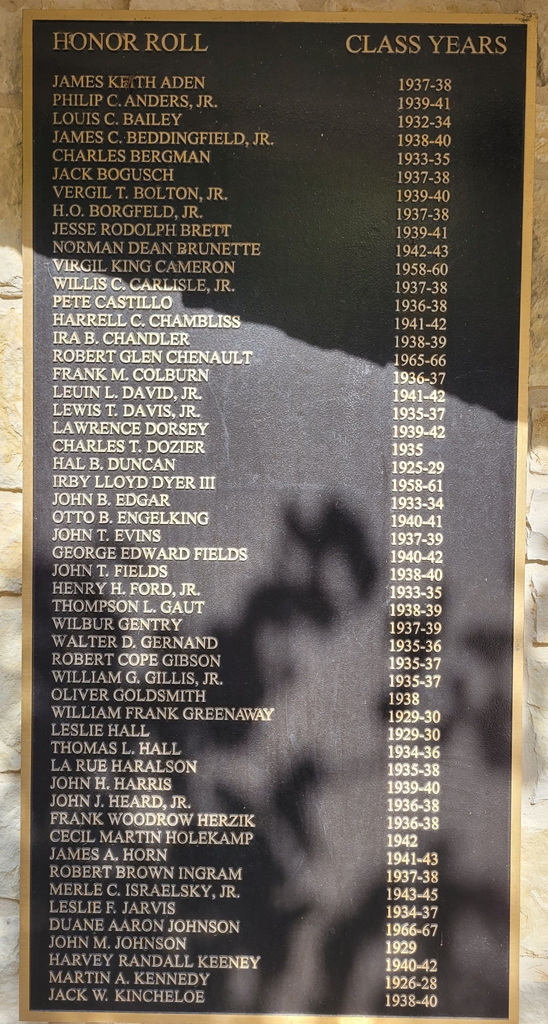 HONOR ROLL CLASS YEARS
JAMES KEITH ADEN 1937-38
PHILIP C. ANDERS, JR. 1939-41
LOUIS C. BAILEY 1932-34
JAMES C. BEDDINGFIELD, JR. 1938-40
CHARLES BERGMAN 1933-35
JACK BOGUSCH 1937-38
VERGIL T. BOLTON, JR. 1939-40
H.O. BORGFELD, JR. 1937-38
JESSE RODOLPH BRETT 1939-41
NORMAN DEAN BRUNETTE 1942-43
VIRGIL KING CAMERON 1958-60
WILLIS C. CARLISLE, JR. 1937-38
PETE CASTILLO 1936-38
HARRELL C. CHAMBLISS 1941-42
IRA B. CHANDLER 1938-39
ROBERT GLEN CHENAULT 1965-66
FRANK M. COLBURN 1936-37
LEUIN L. DAVID, JR. 1941-42
LEWIS T. DAVIS, JR. 1935-37
LAWRENCE DORSEY 1939-42
CHARLES T. DOZIER 1935
HAL B. DUNCAN 1925-29
IRBY LLOYD DYER III 1958-61
JOHN B. EDGAR 1933-34
OTTO B. ENGELKING 1940-41
JOHN T. EVINS 1937-39
GEORGE EDWARD FIELDS 1940-42
JOHN T. FIELDS 1938-40
HENRY H. FORD, JR. 1933-35
THOMPSON L. GAUT 1938-39
WILBUR GENTRY 1937-39
WALTER D. GERNAND 1935-36
ROBERT COPE GIBSON 1935-37
WILLIAM G. GILLIS, JR. 1935-37
OLIVER GOLDSMITH 1938
WILLIAM FRANK GREENAWAY 1929-30
LESLIE HALL 1929-30
THOMAS L. HALL 1934-36
LA RUE HARALSON 1935-38
JOHN H. HARRIS 1939-40
JOHN J. HEARD, JR. 1936-38
FRANK WOODROW HERZIK 1936-38
CECIL MARTIN HOLEKAMP 1942
JAMES A. HORN 1941-43
ROBERT BROWN INGRAM 1937-38
MERLE C. ISRAELSKY, JR. 1943-45
LESLIE F. JARVIS 1934-37
DUANE AARON JOHNSON 1966-67
JOHN M. JOHNSON 1929
HARVEY RANDALL KEENEY 1940-42
MARTIN A. KENNEDY 1926-28
JACK W. KINCHELOE 1938-40